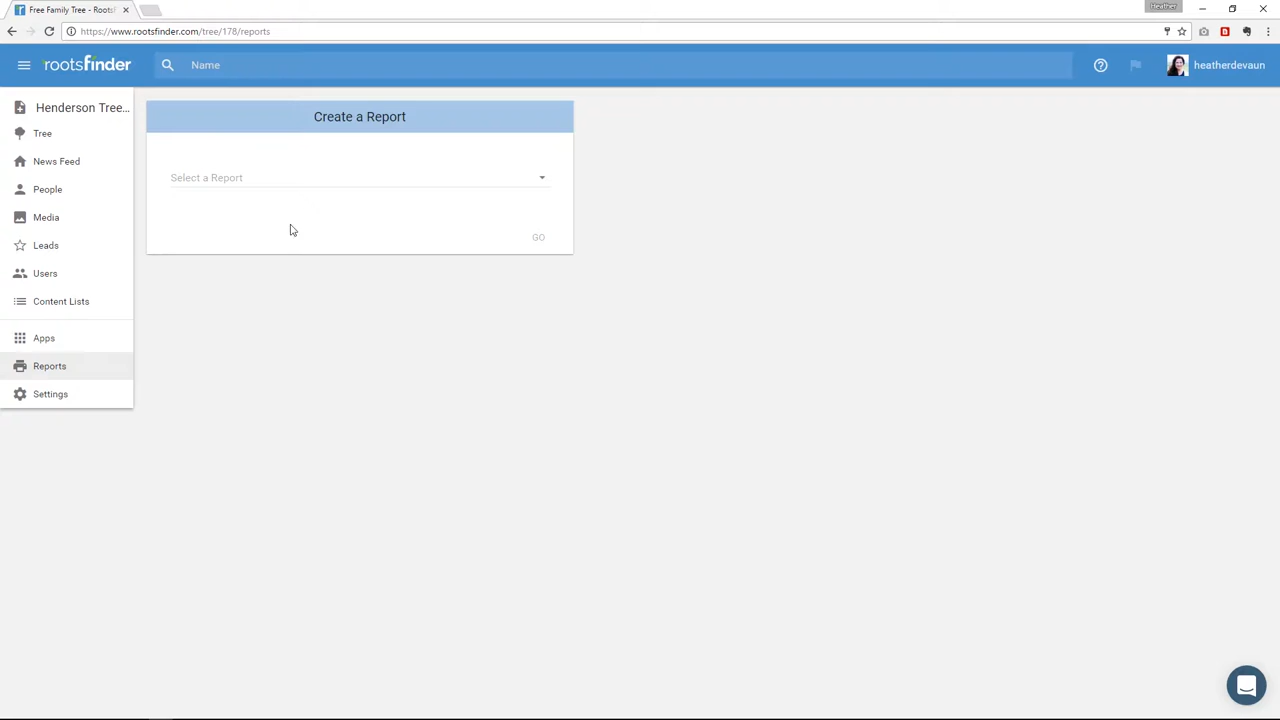 Free Family Tree - Roots
Heather
https://www.rootsfinder.com/tree/178/reports
rootsfinder
Name
heatherdevaun
Henderson Tree...
Tree
News Feed
People
Media
Leads
Users
Content Lists
Apps
Reports
Settings
Create a Report
Select a Report
GO